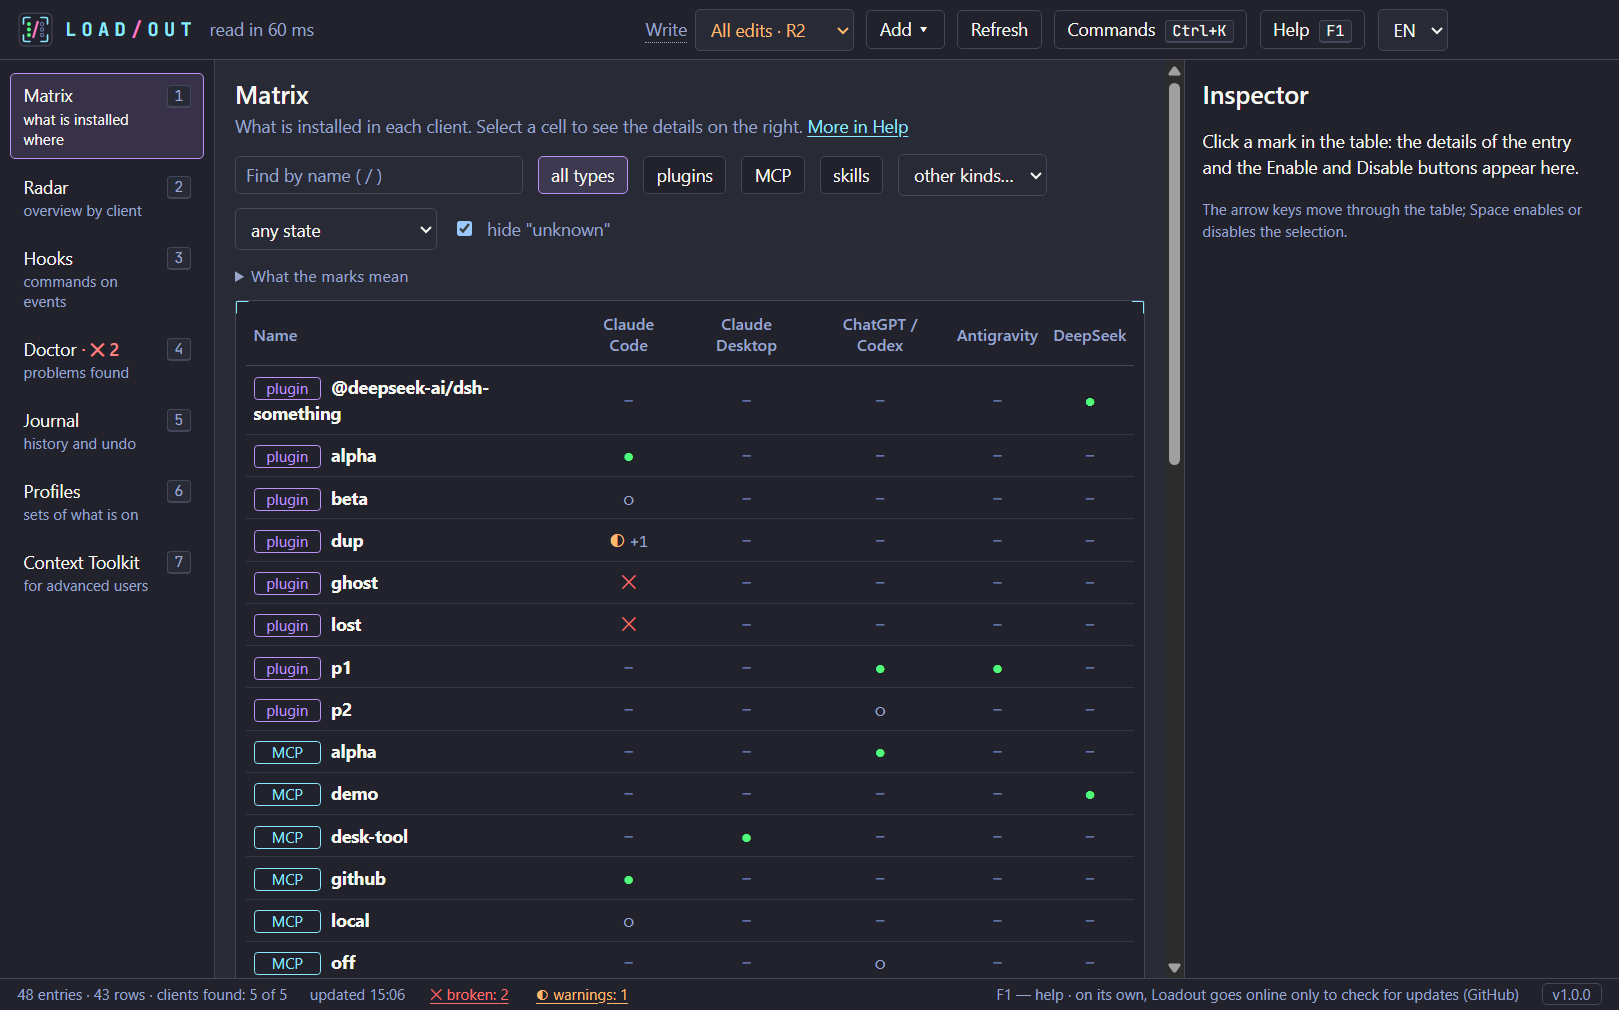 LOAD/OUT read in 60 ms Write All edits · R2 Add ▾ Refresh Commands Ctrl+K Help F1 EN
Matrix 1
what is installed
where
Radar 2
overview by client
Hooks 3
commands on
events
Doctor · ✕ 2 4
problems found
Journal 5
history and undo
Profiles 6
sets of what is on
Context Toolkit 7
for advanced users
Matrix
What is installed in each client. Select a cell to see the details on the right. More in Help
Find by name ( / ) all types plugins MCP skills other kinds...
any state hide "unknown"
▶ What the marks mean
Name Claude Code Claude Desktop ChatGPT / Codex Antigravity DeepSeek
plugin @deepseek-ai/dsh-something – – – – ●
plugin alpha ● – – – –
plugin beta ○ – – – –
plugin dup ◐ +1 – – – –
plugin ghost ✕ – – – –
plugin lost ✕ – – – –
plugin p1 – – ● ● –
plugin p2 – – ○ – –
MCP alpha – – ● – –
MCP demo – – – – ●
MCP desk-tool – ● – – –
MCP github ● – – – –
MCP local ○ – – – –
MCP off – – ○ – –
Inspector
Click a mark in the table: the details of the entry
and the Enable and Disable buttons appear here.
The arrow keys move through the table; Space enables or
disables the selection.
48 entries · 43 rows · clients found: 5 of 5 updated 15:06 ✕ broken: 2 ◐ warnings: 1 F1 — help · on its own, Loadout goes online only to check for updates (GitHub) v1.0.0